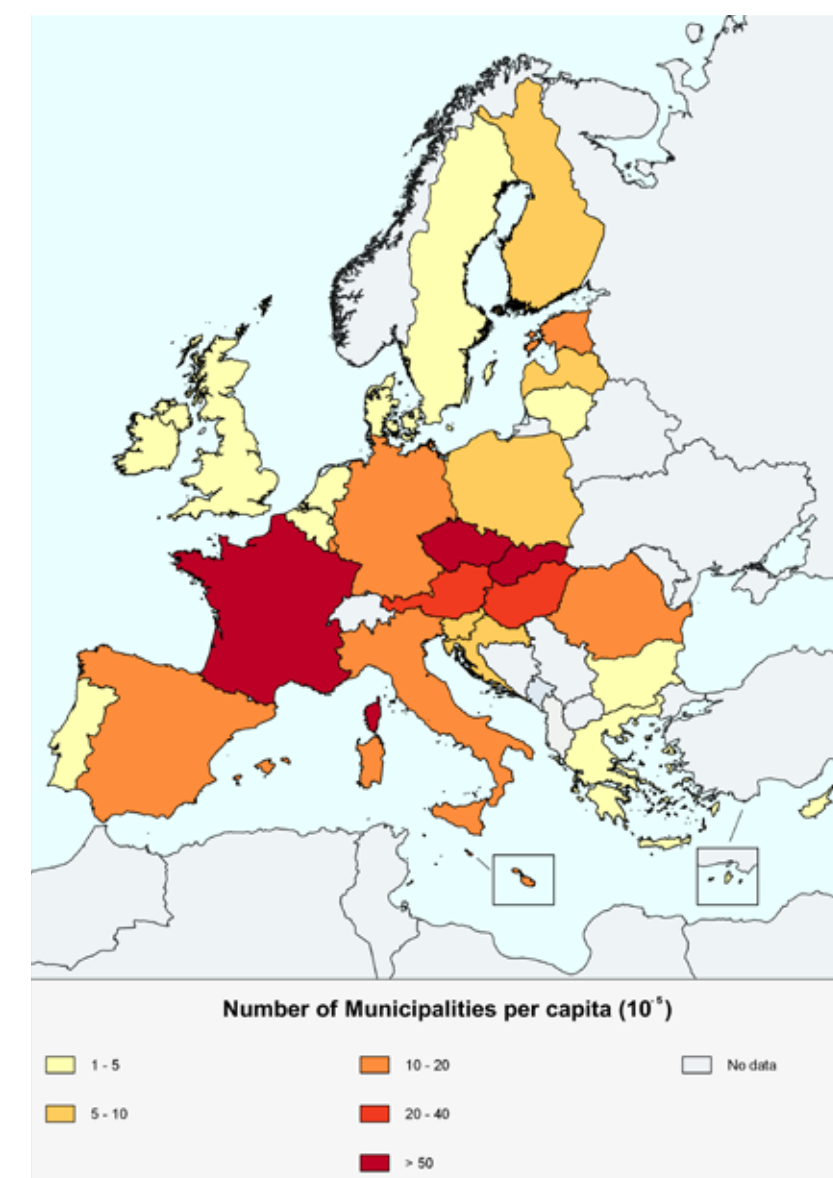 Number of Municipalities per capita (10⁻⁵)
1 - 5
10 - 20
No data
5 - 10
20 - 40
> 50